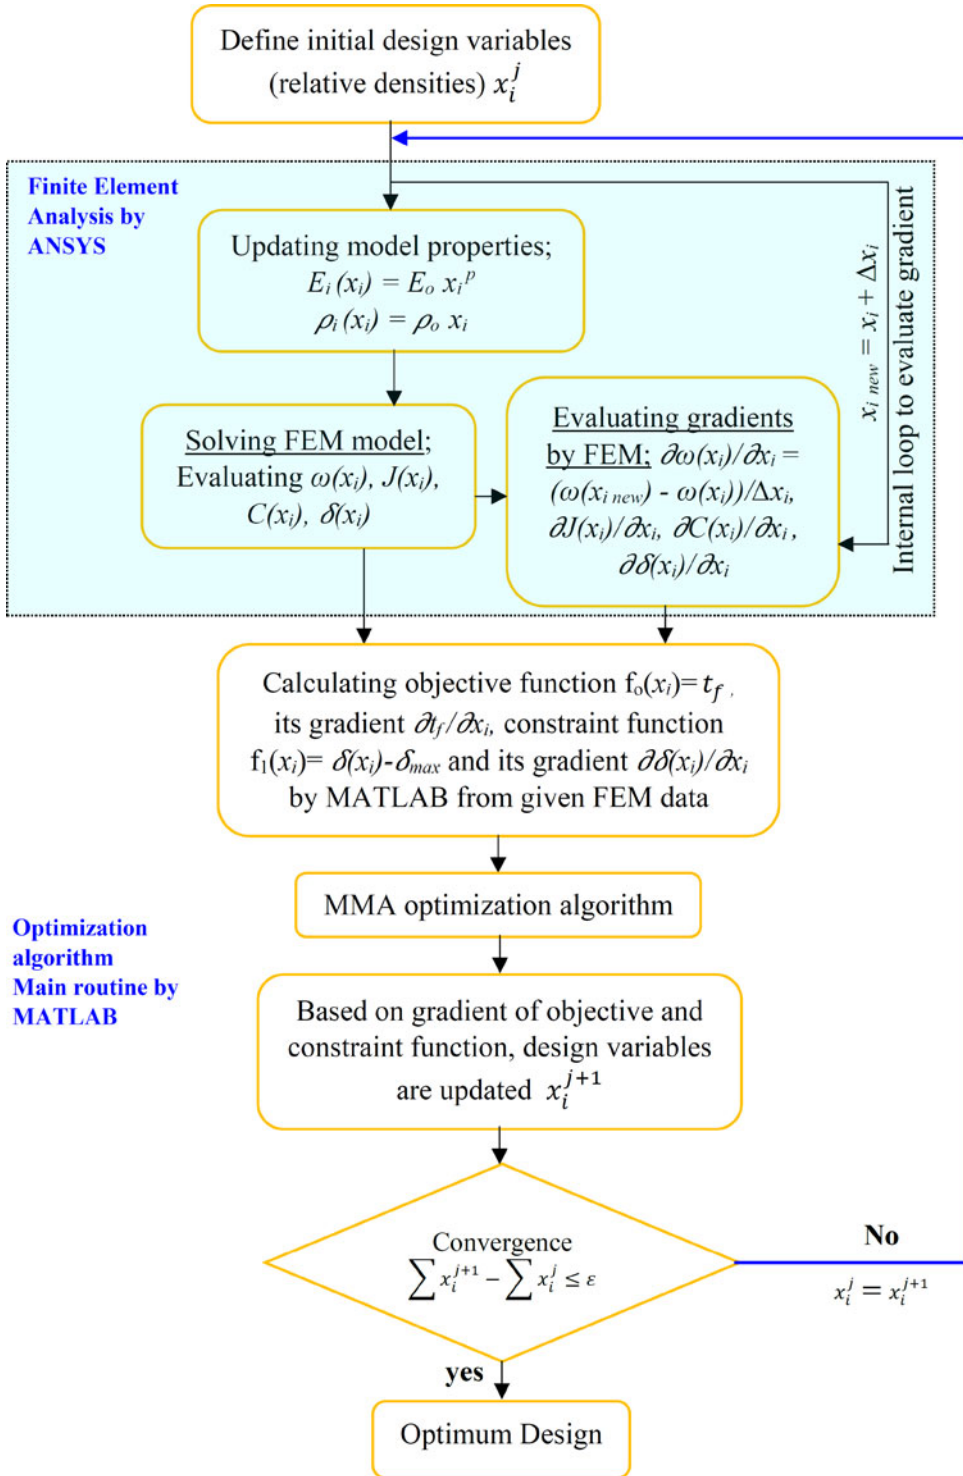 Define initial design variables
(relative densities) x_i^j
Finite Element
Analysis by
ANSYS
Updating model properties;
E_i (x_i) = E_o x_i^p
ρ_i (x_i) = ρ_o x_i
x_i new = x_i + Δx_i
Internal loop to evaluate gradient
Solving FEM model;
Evaluating ω(x_i), J(x_i),
C(x_i), δ(x_i)
Evaluating gradients
by FEM; ∂ω(x_i)/∂x_i =
(ω(x_i new) - ω(x_i))/Δx_i,
∂J(x_i)/∂x_i, ∂C(x_i)/∂x_i,
∂δ(x_i)/∂x_i
Calculating objective function f_o(x_i)= t_f ,
its gradient ∂t_f/∂x_i, constraint function
f_1(x_i)= δ(x_i)-δ_max and its gradient ∂δ(x_i)/∂x_i
by MATLAB from given FEM data
MMA optimization algorithm
Optimization
algorithm
Main routine by
MATLAB
Based on gradient of objective and
constraint function, design variables
are updated x_i^{j+1}
Convergence
∑ x_i^{j+1} − ∑ x_i^j ≤ ε
No
x_i^j = x_i^{j+1}
yes
Optimum Design